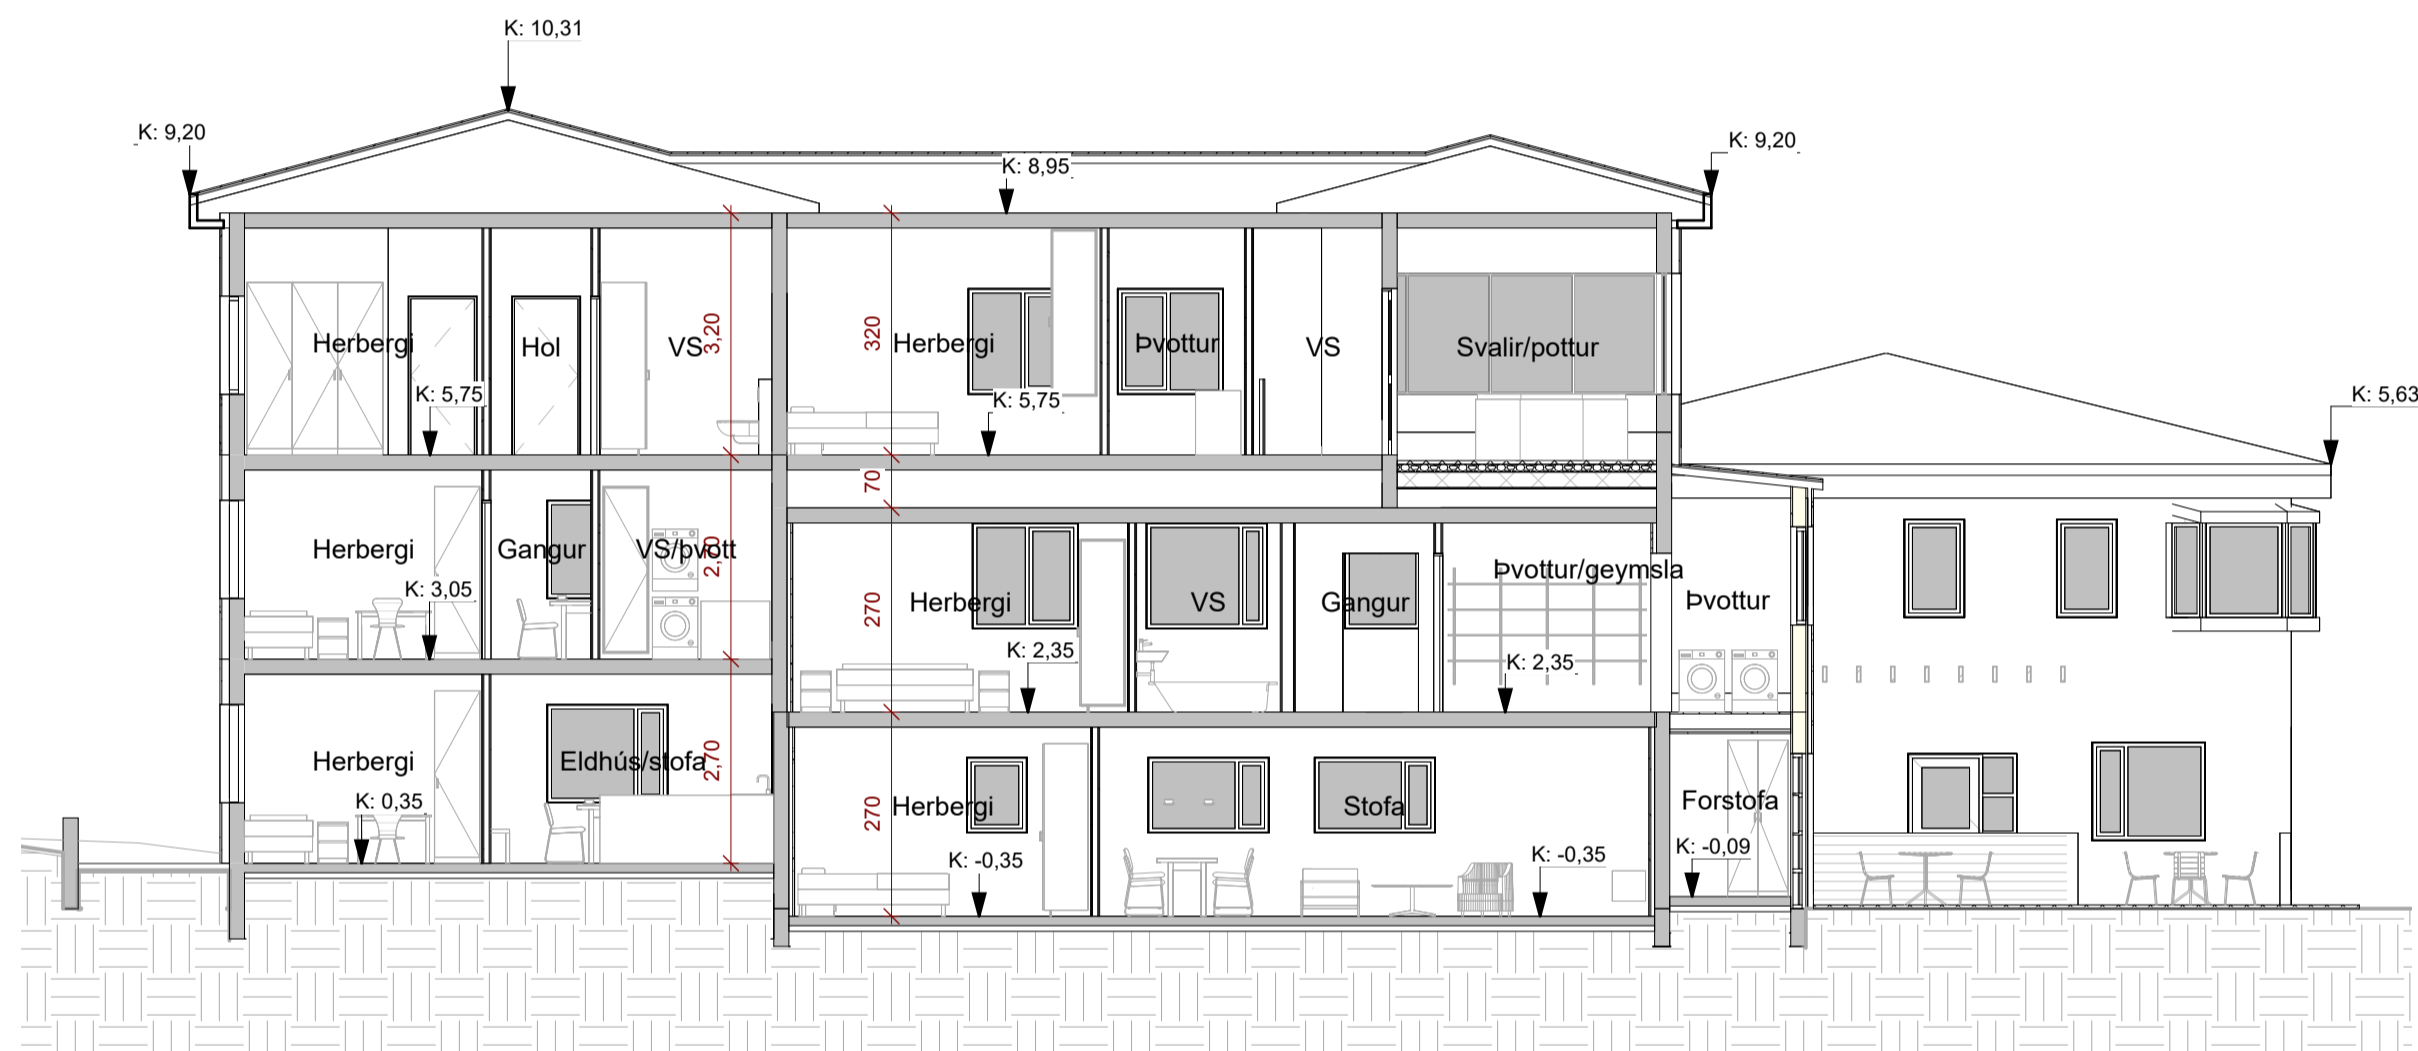 K: 10,31
K: 9,20
K: 9,20
K: 8,95
Herbergi
Hol
VS
3,20
320
Herbergi
Þvottur
VS
Svalir/pottur
K: 5,75
K: 5,75
K: 5,63
70
Herbergi
Gangur
VS/þvott
2,70
Þvottur/geymsla
K: 3,05
270
Herbergi
VS
Gangur
Þvottur
K: 2,35
K: 2,35
Herbergi
Eldhús/stofa
2,70
K: 0,35
270
Herbergi
Stofa
Forstofa
K: -0,35
K: -0,35
K: -0,09